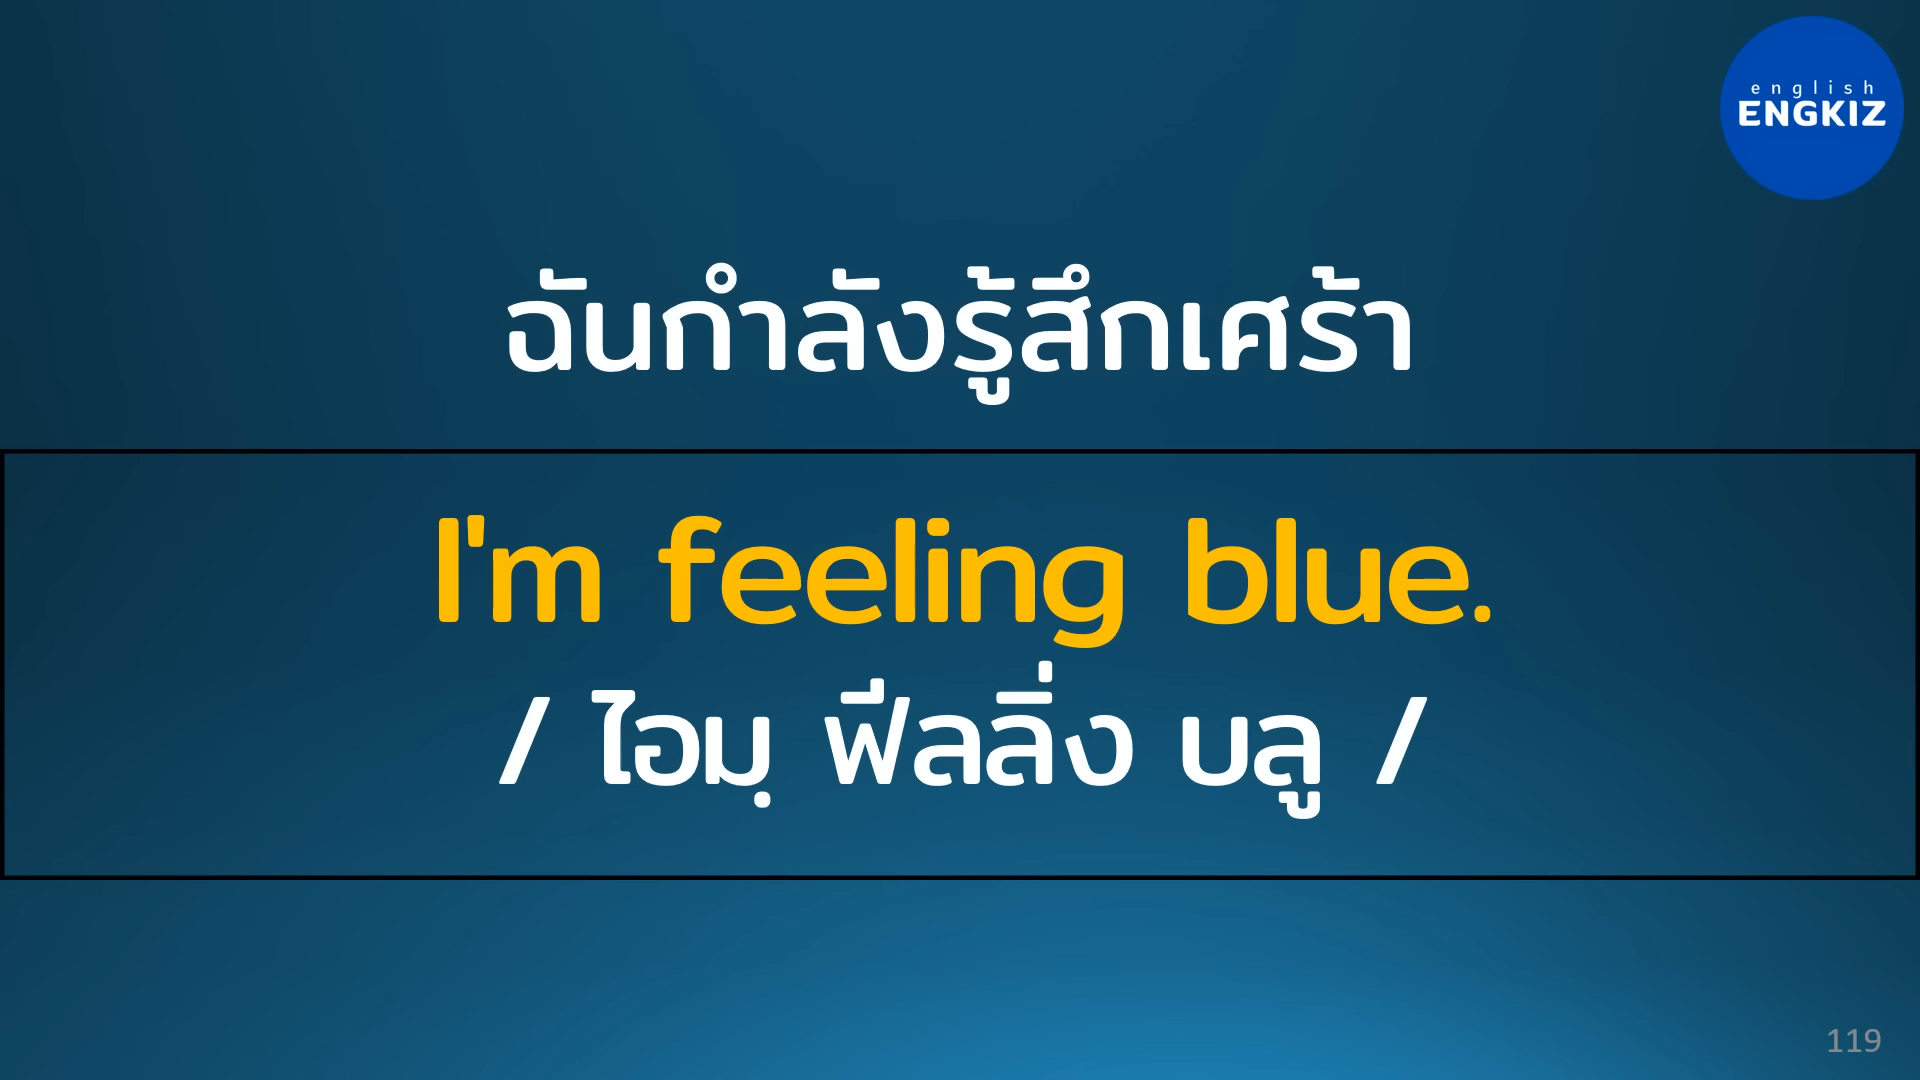 english
ENGKIZ
ฉันกำลังรู้สึกเศร้า
I'm feeling blue.
/ ไอมฺ ฟีลลิ่ง บลู /
119